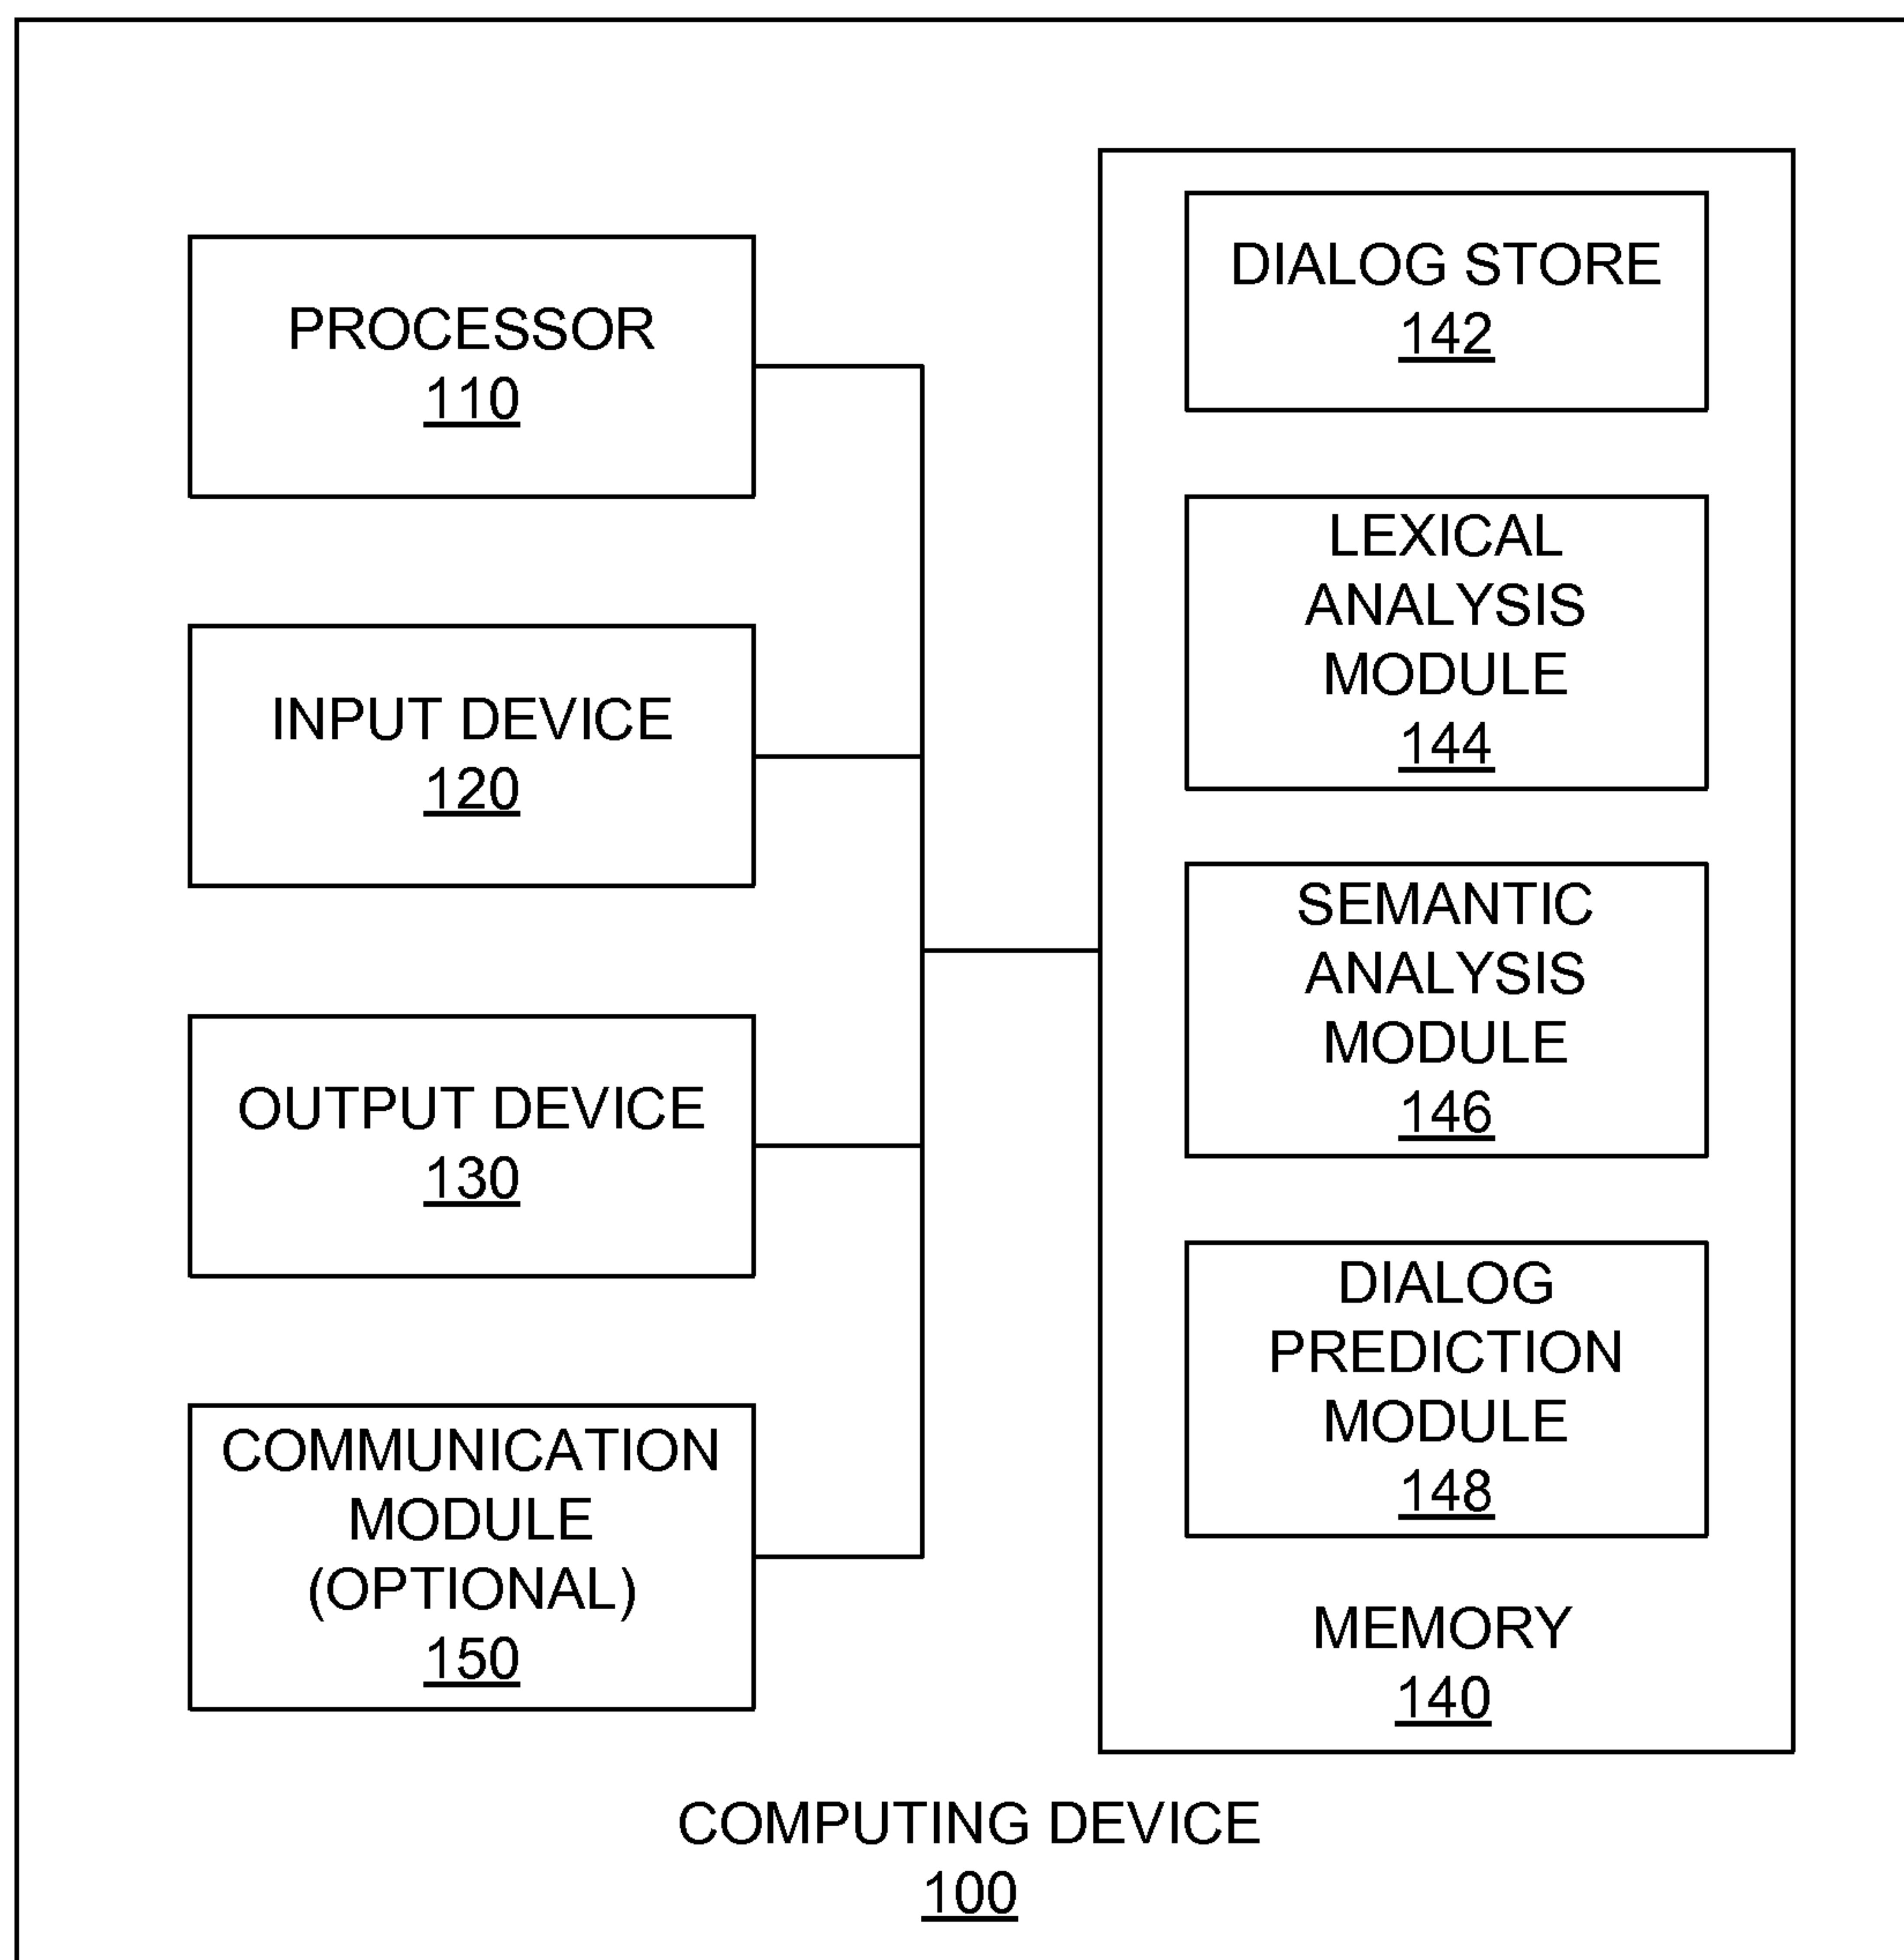 PROCESSOR
110
INPUT DEVICE
120
OUTPUT DEVICE
130
COMMUNICATION
MODULE
(OPTIONAL)
150
DIALOG STORE
142
LEXICAL
ANALYSIS
MODULE
144
SEMANTIC
ANALYSIS
MODULE
146
DIALOG
PREDICTION
MODULE
148
MEMORY
140
COMPUTING DEVICE
100